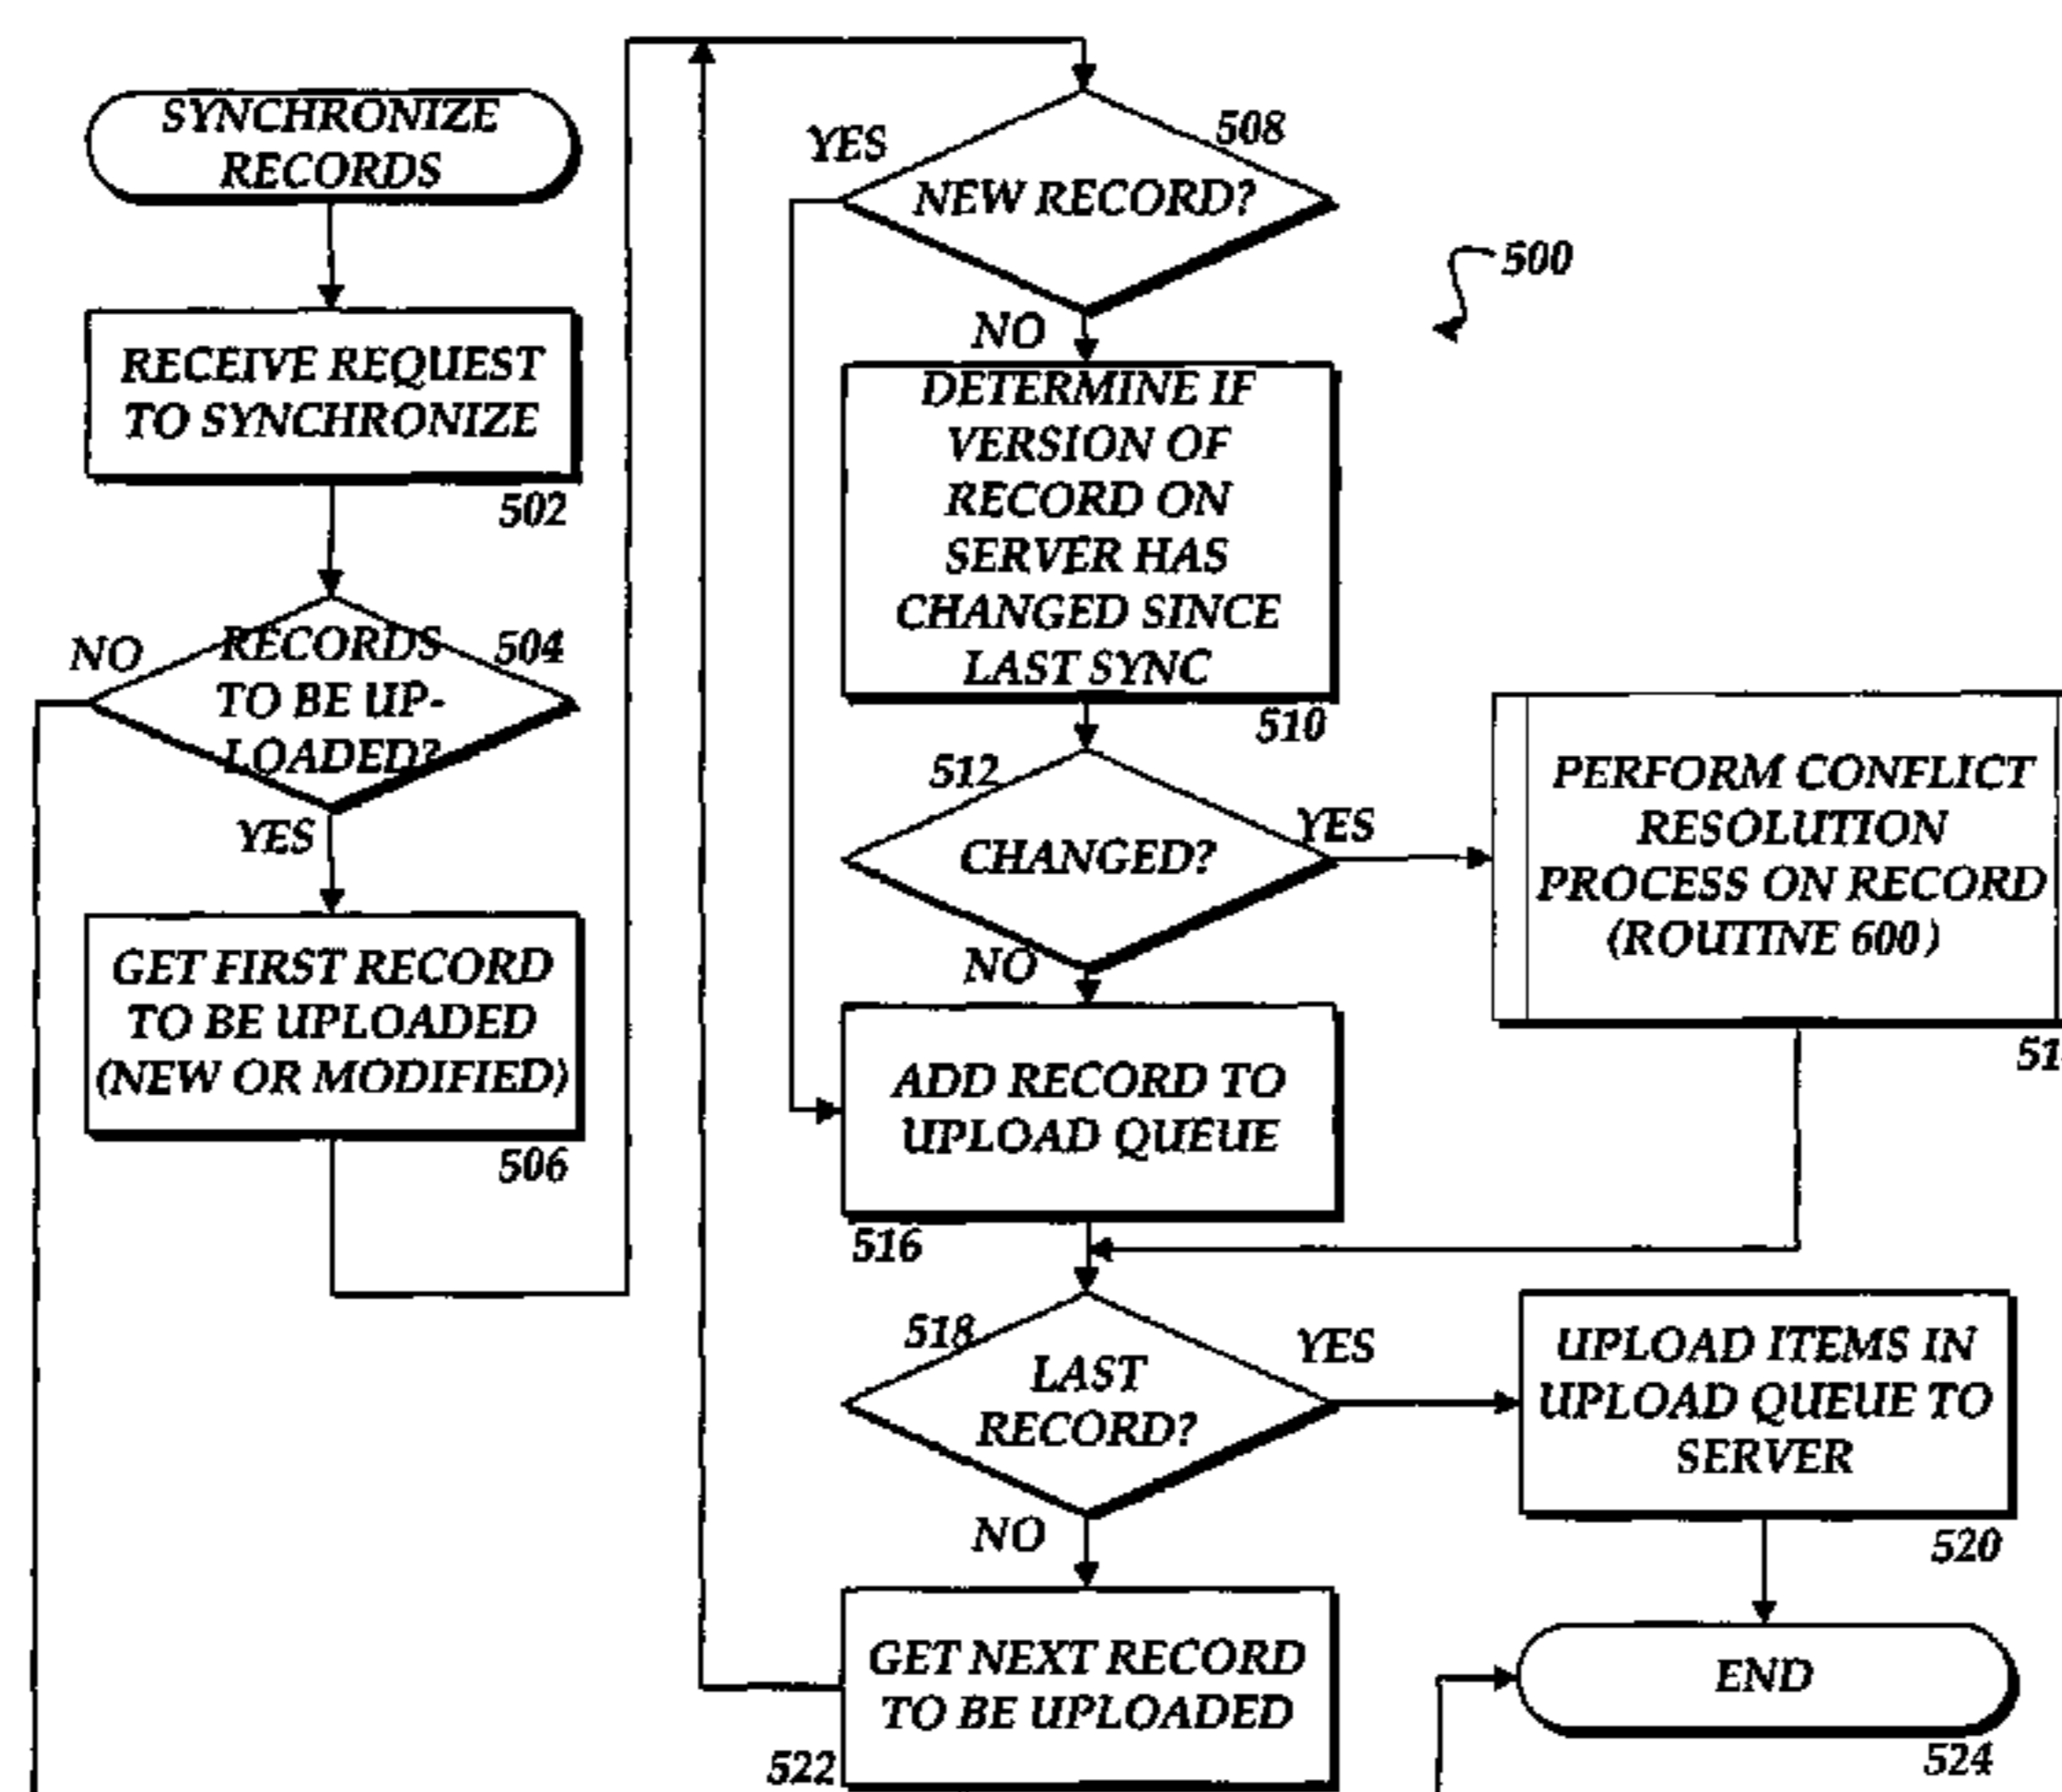 SYNCHRONIZE
RECORDS
RECEIVE REQUEST
TO SYNCHRONIZE
502
NO
RECORDS
TO BE UP-
LOADED?
504
YES
GET FIRST RECORD
TO BE UPLOADED
(NEW OR MODIFIED)
506
YES
508
NEW RECORD?
NO
500
DETERMINE IF
VERSION OF
RECORD ON
SERVER HAS
CHANGED SINCE
LAST SYNC
510
512
CHANGED?
YES
NO
PERFORM CONFLICT
RESOLUTION
PROCESS ON RECORD
(ROUTINE 600)
ADD RECORD TO
UPLOAD QUEUE
516
518
LAST
RECORD?
YES
NO
UPLOAD ITEMS IN
UPLOAD QUEUE TO
SERVER
520
GET NEXT RECORD
TO BE UPLOADED
522
END
524